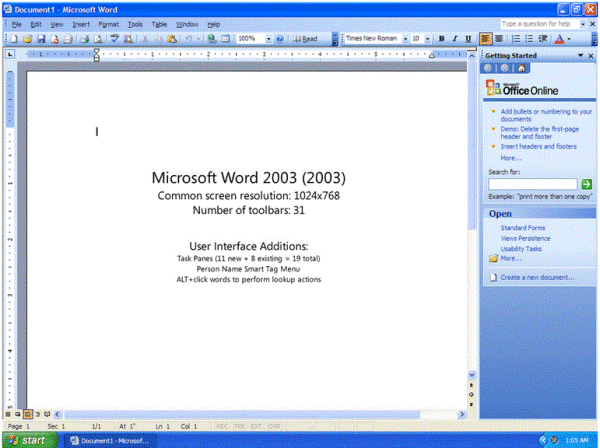 Document1 - Microsoft Word
File Edit View Insert Format Tools Table Window Help
Type a question for help
100%
Read
Times New Roman
10
B I U
Getting Started
Microsoft
Office Online
Add bullets or numbering to your
documents
Demo: Delete the first-page
header and footer
Insert headers and footers
More...
Search for:
Example: "print more than one copy"
Open
Standard Forms
Views Persistence
Usability Tasks
More...
Create a new document...
Microsoft Word 2003 (2003)
Common screen resolution: 1024x768
Number of toolbars: 31
User Interface Additions:
Task Panes (11 new + 8 existing = 19 total)
Person Name Smart Tag Menu
ALT+click words to perform lookup actions
Page 1 Sec 1 1/1 At 1" Ln 1 Col 1 REC TRK EXT OVR
start
Document1 - Microsof...
1:05 AM